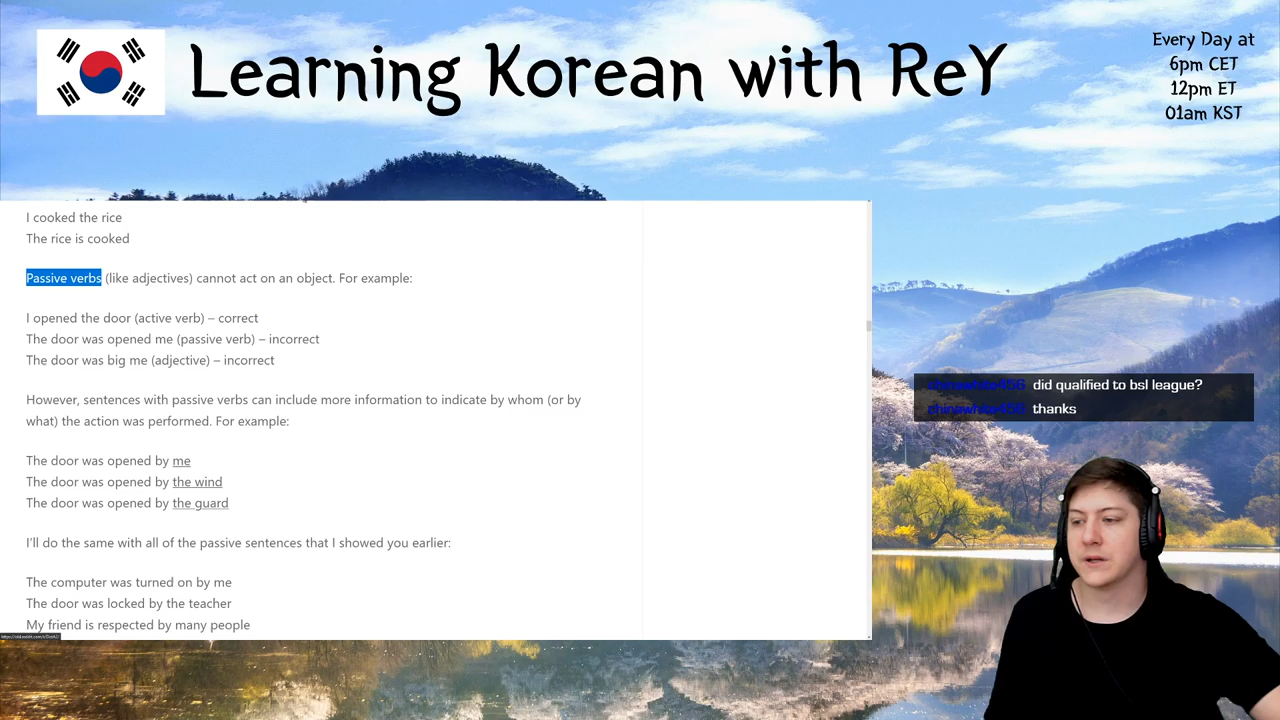 Learning Korean with ReY
Every Day at
6pm CET
12pm ET
01am KST
I cooked the rice
The rice is cooked
Passive verbs (like adjectives) cannot act on an object. For example:
I opened the door (active verb) – correct
The door was opened me (passive verb) – incorrect
The door was big me (adjective) – incorrect
However, sentences with passive verbs can include more information to indicate by whom (or by
what) the action was performed. For example:
The door was opened by me
The door was opened by the wind
The door was opened by the guard
I'll do the same with all of the passive sentences that I showed you earlier:
The computer was turned on by me
The door was locked by the teacher
My friend is respected by many people
chinawhite456 did qualified to bsl league?
chinawhite456 thanks